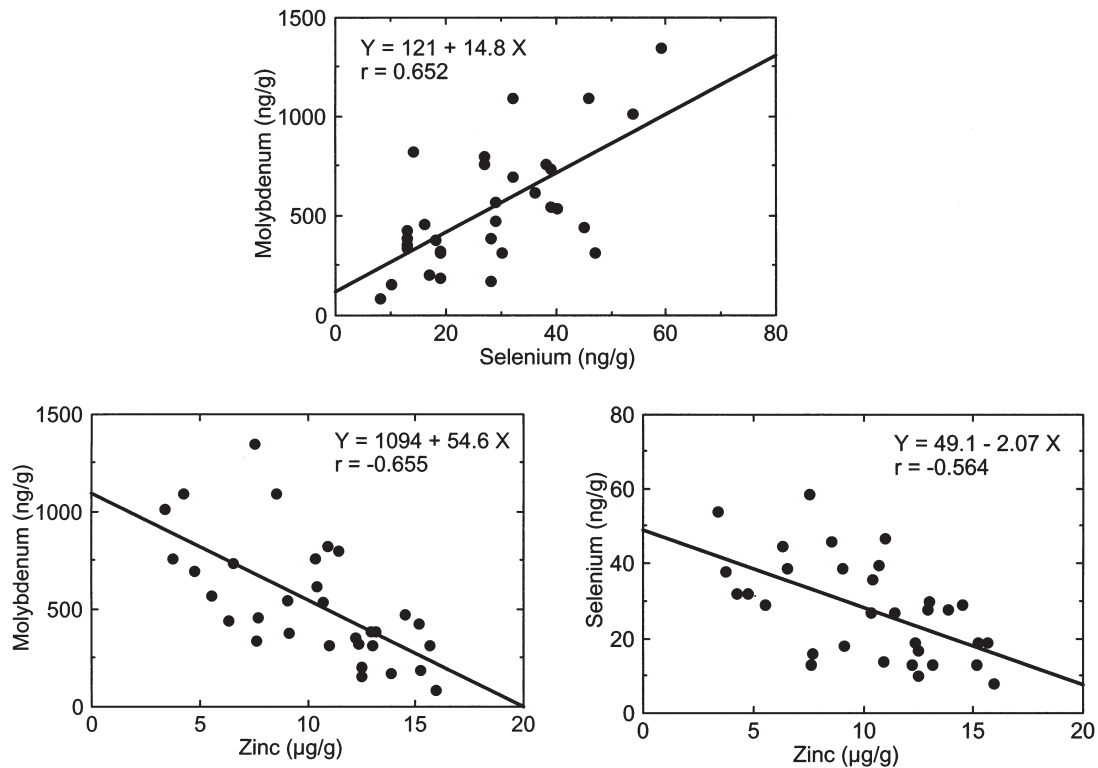 1500
Y = 121 + 14.8 X
r = 0.652
1000
500
0
Molybdenum (ng/g)
0 20 40 60 80
Selenium (ng/g)
1500
Y = 1094 + 54.6 X
r = -0.655
1000
500
0
Molybdenum (ng/g)
0 5 10 15 20
Zinc (µg/g)
80
Y = 49.1 - 2.07 X
r = -0.564
60
40
20
0
Selenium (ng/g)
0 5 10 15 20
Zinc (µg/g)